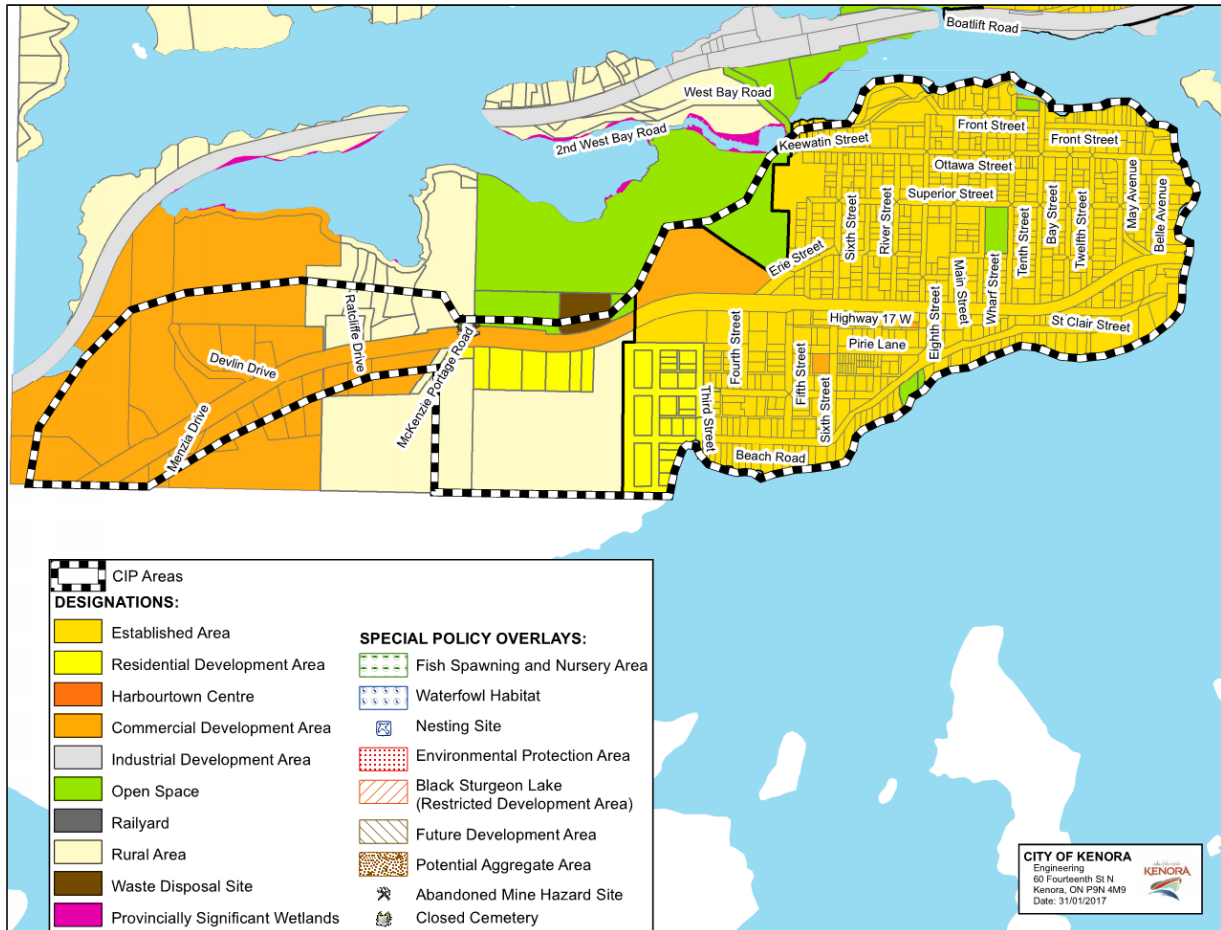 Boatlift Road
West Bay Road
2nd West Bay Road
Keewatin Street
Front Street
Front Street
Ottawa Street
Superior Street
Sixth Street
River Street
Bay Street
Tenth Street
Twelfth Street
May Avenue
Belle Avenue
Erie Street
Main Street
Wharf Street
Eighth Street
Highway 17 W
St Clair Street
Pirie Lane
Fourth Street
Fifth Street
Sixth Street
Third Street
Beach Road
Ratcliffe Drive
Devlin Drive
McKenzie Portage Road
Menzia Drive
CIP Areas
DESIGNATIONS:
Established Area
Residential Development Area
Harbourtown Centre
Commercial Development Area
Industrial Development Area
Open Space
Railyard
Rural Area
Waste Disposal Site
Provincially Significant Wetlands
SPECIAL POLICY OVERLAYS:
Fish Spawning and Nursery Area
Waterfowl Habitat
Nesting Site
Environmental Protection Area
Black Sturgeon Lake
(Restricted Development Area)
Future Development Area
Potential Aggregate Area
Abandoned Mine Hazard Site
Closed Cemetery
CITY OF KENORA
Engineering
60 Fourteenth St N
Kenora, ON P9N 4M9
Date: 31/01/2017
KENORA